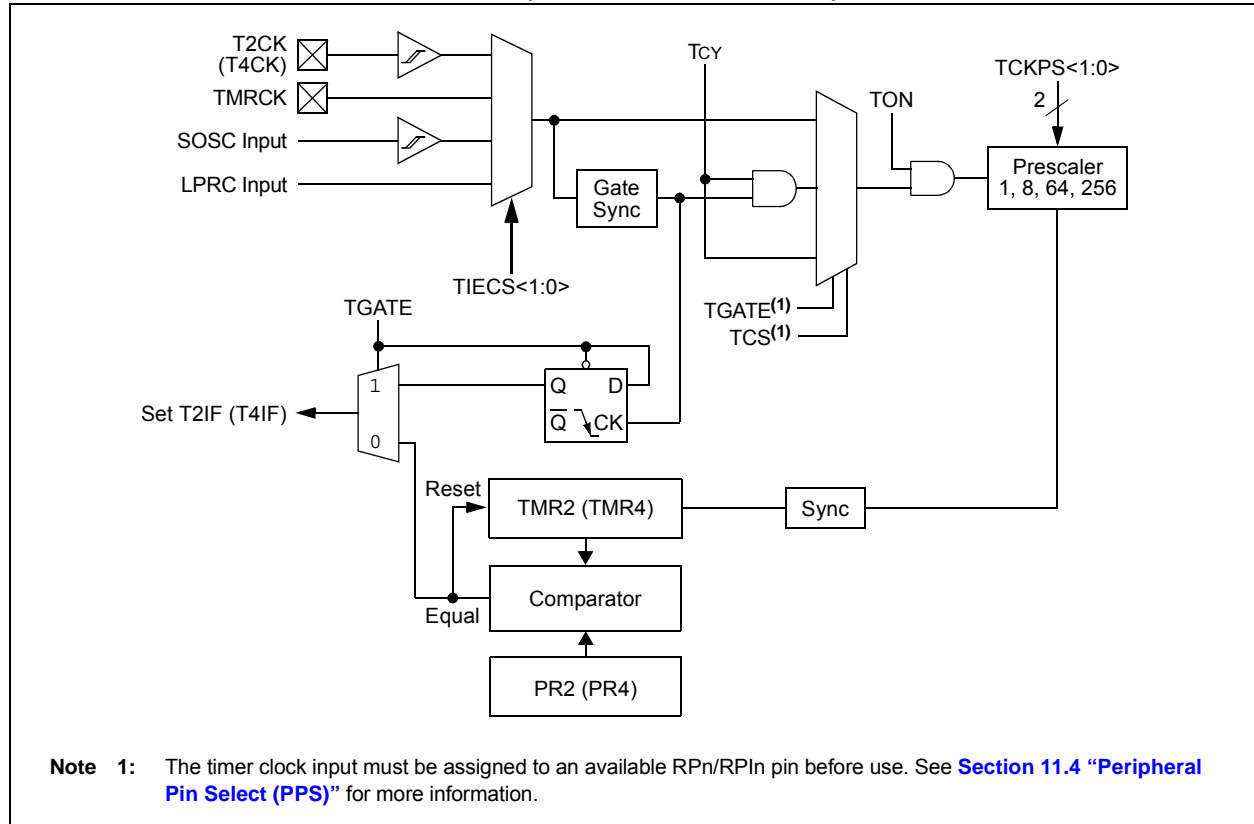 T2CK
(T4CK)
TMRCK
SOSC Input
LPRC Input
TIECS<1:0>
Gate
Sync
TCY
TGATE(1)
TCS(1)
TON
TCKPS<1:0>
2
Prescaler
1, 8, 64, 256
TGATE
1
0
Set T2IF (T4IF)
Q D
Q CK
Reset
TMR2 (TMR4)
Sync
Equal
Comparator
PR2 (PR4)
Note 1: The timer clock input must be assigned to an available RPn/RPIn pin before use. See Section 11.4 “Peripheral
Pin Select (PPS)” for more information.